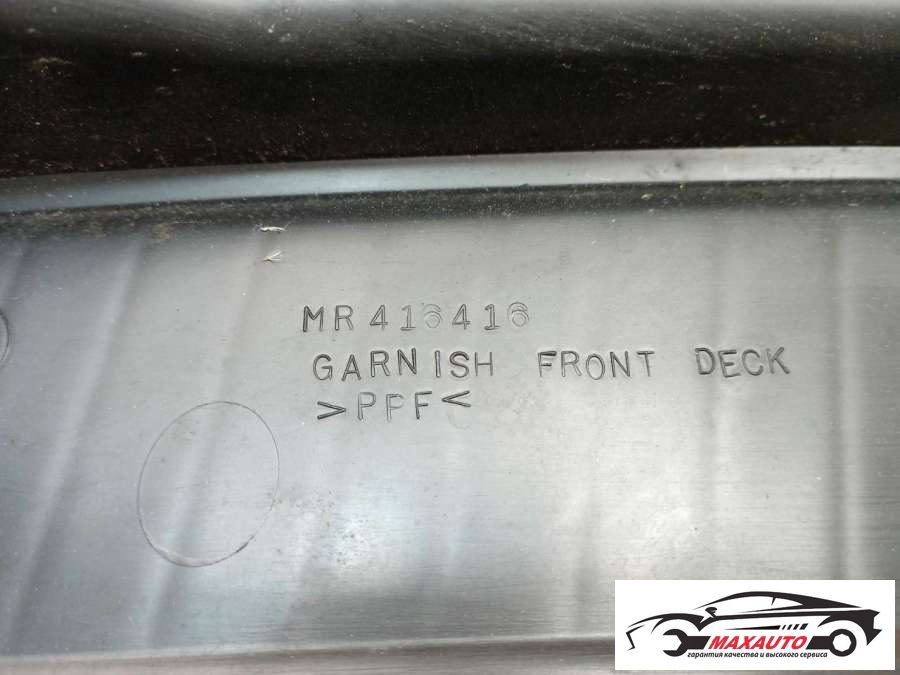 MR416416
GARNISH FRONT DECK
>PPF<
MAXAUTO
гарантия качества и высокого сервиса